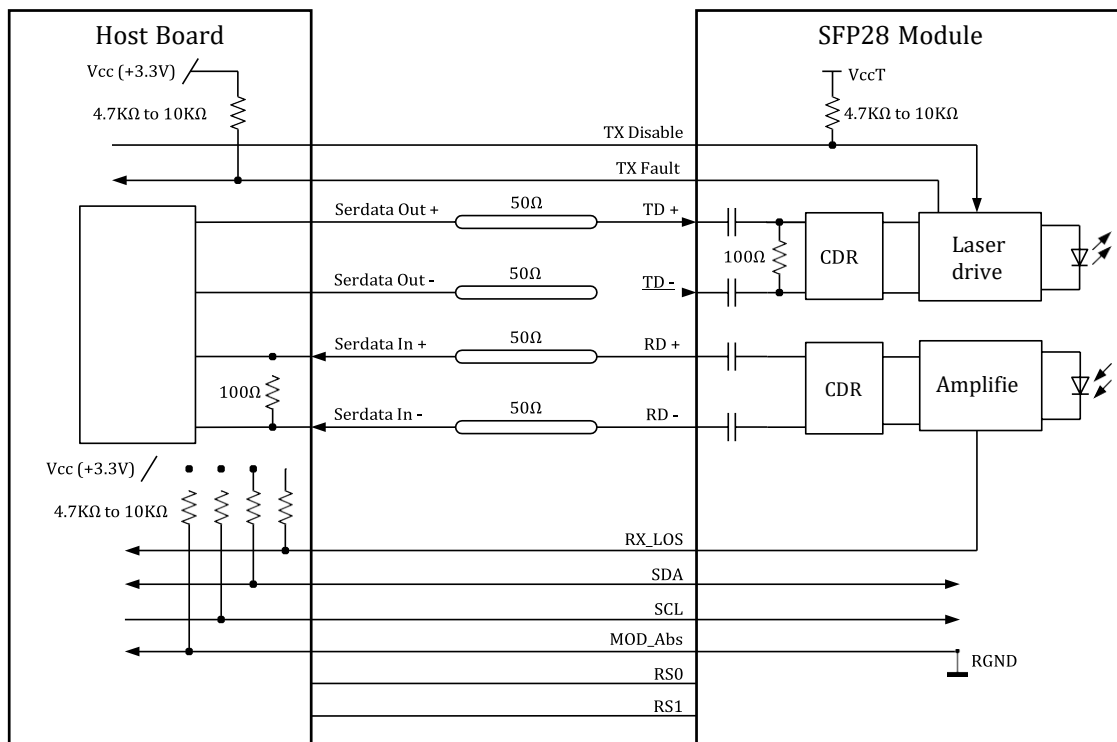 Host Board
SFP28 Module
Vcc (+3.3V)
VccT
4.7KΩ to 10KΩ
4.7KΩ to 10KΩ
TX Disable
TX Fault
Serdata Out +
50Ω
TD +
100Ω
CDR
Laser
drive
Serdata Out -
50Ω
TD -
Serdata In +
50Ω
RD +
100Ω
CDR
Amplifie
Serdata In -
50Ω
RD -
Vcc (+3.3V)
4.7KΩ to 10KΩ
RX_LOS
SDA
SCL
MOD_Abs
RGND
RS0
RS1